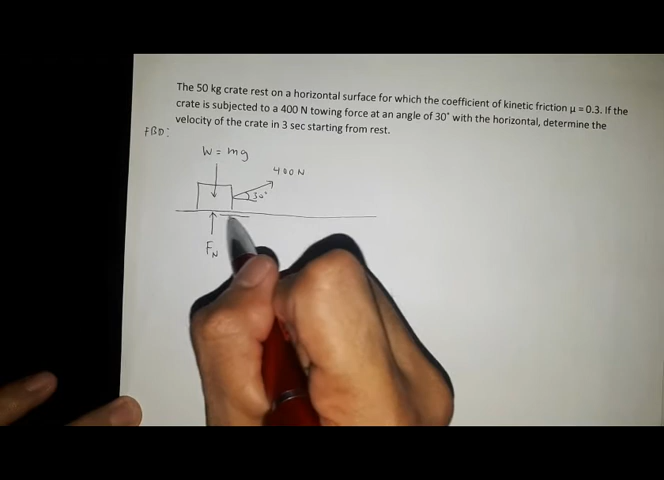 The 50 kg crate rest on a horizontal surface for which the coefficient of kinetic friction μ = 0.3. If the
crate is subjected to a 400 N towing force at an angle of 30° with the horizontal, determine the
velocity of the crate in 3 sec starting from rest.
FBD:
W = mg
400N
30°
FN